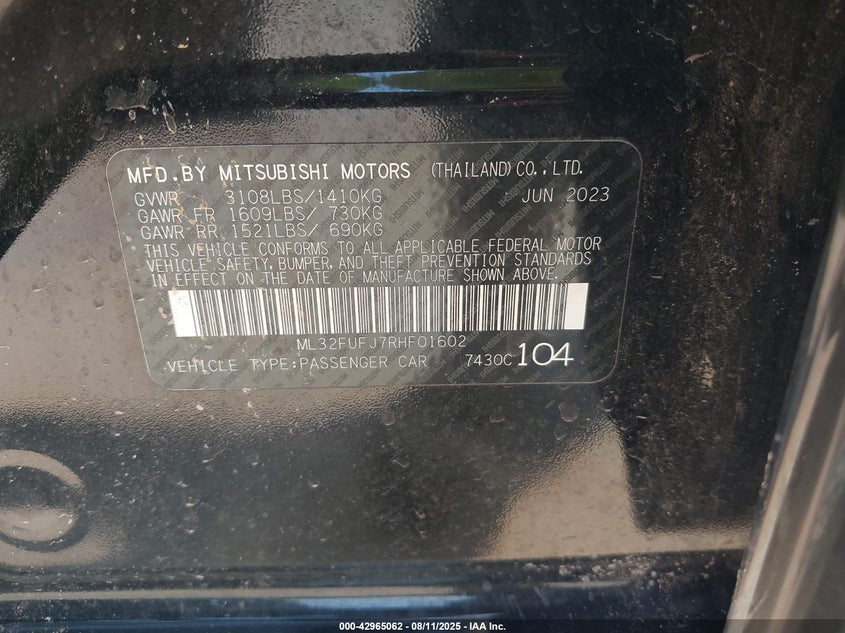 MFD.BY MITSUBISHI MOTORS (THAILAND)CO.,LTD.
GVWR 3108LBS/1410KG JUN 2023
GAWR FR 1609LBS/ 730KG
GAWR RR 1521LBS/ 690KG
THIS VEHICLE CONFORMS TO ALL APPLICABLE FEDERAL MOTOR
VEHICLE SAFETY, BUMPER, AND THEFT PREVENTION STANDARDS
IN EFFECT ON THE DATE OF MANUFACTURE SHOWN ABOVE.
ML32FUFJ7RHF01602
VEHICLE TYPE:PASSENGER CAR 7430C 104
000-42965062 - 08/11/2025 - IAA Inc.